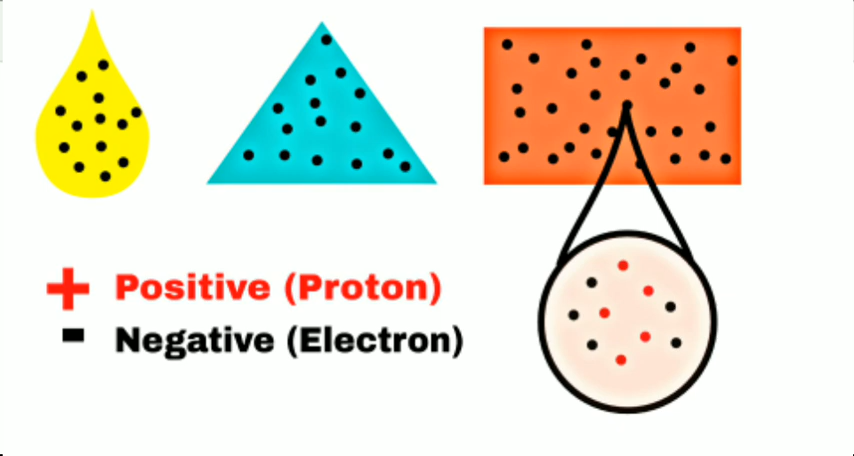 + Positive (Proton)
- Negative (Electron)